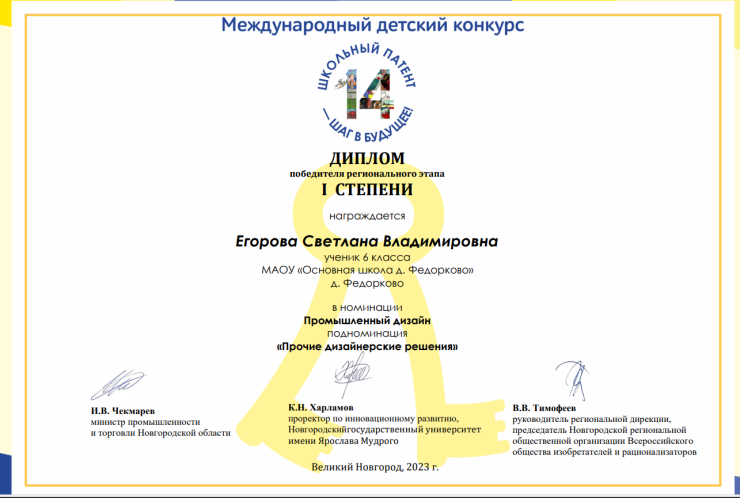 Международный детский конкурс
ШКОЛЬНЫЙ ПАТЕНТ
14
— ШАГ В БУДУЩЕЕ!
ДИПЛОМ
победителя регионального этапа
I СТЕПЕНИ
награждается
Егорова Светлана Владимировна
ученик 6 класса
МАОУ «Основная школа д. Федорково»
д. Федорково
в номинации
Промышленный дизайн
подноминация
«Прочие дизайнерские решения»
И.В. Чекмарев
министр промышленности
и торговли Новгородской области
К.Н. Харламов
проректор по инновационному развитию,
Новгородскийгосударственный университет
имени Ярослава Мудрого
В.В. Тимофеев
руководитель региональной дирекции,
председатель Новгородской региональной
общественной организации Всероссийского
общества изобретателей и рационализаторов
Великий Новгород, 2023 г.